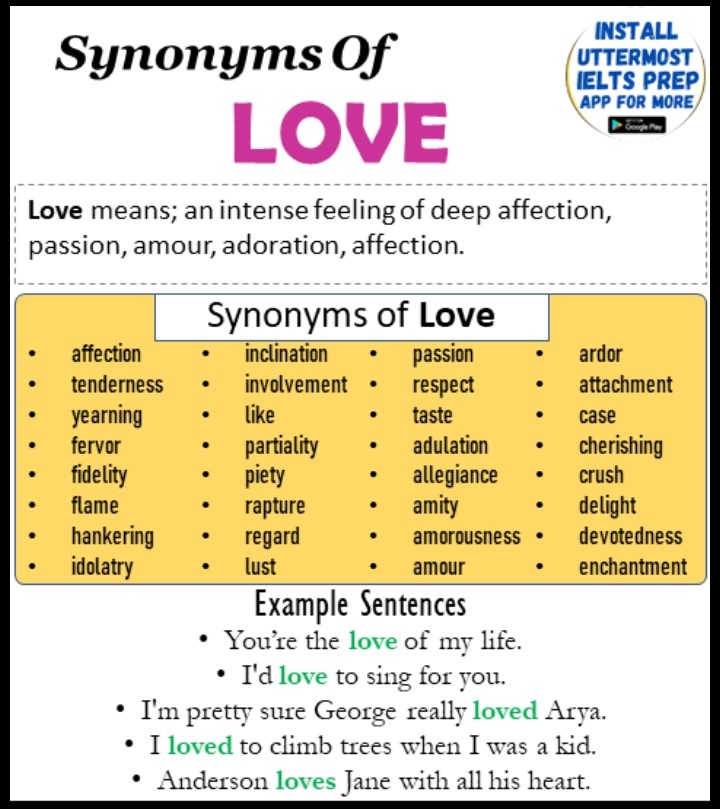 Synonyms Of
LOVE
INSTALL
UTTERMOST
IELTS PREP
APP FOR MORE
Google Play
Love means; an intense feeling of deep affection,
passion, amour, adoration, affection.
Synonyms of Love
• affection • inclination • passion • ardor
• tenderness • involvement • respect • attachment
• yearning • like • taste • case
• fervor • partiality • adulation • cherishing
• fidelity • piety • allegiance • crush
• flame • rapture • amity • delight
• hankering • regard • amorousness • devotedness
• idolatry • lust • amour • enchantment
Example Sentences
• You're the love of my life.
• I'd love to sing for you.
• I'm pretty sure George really loved Arya.
• I loved to climb trees when I was a kid.
• Anderson loves Jane with all his heart.